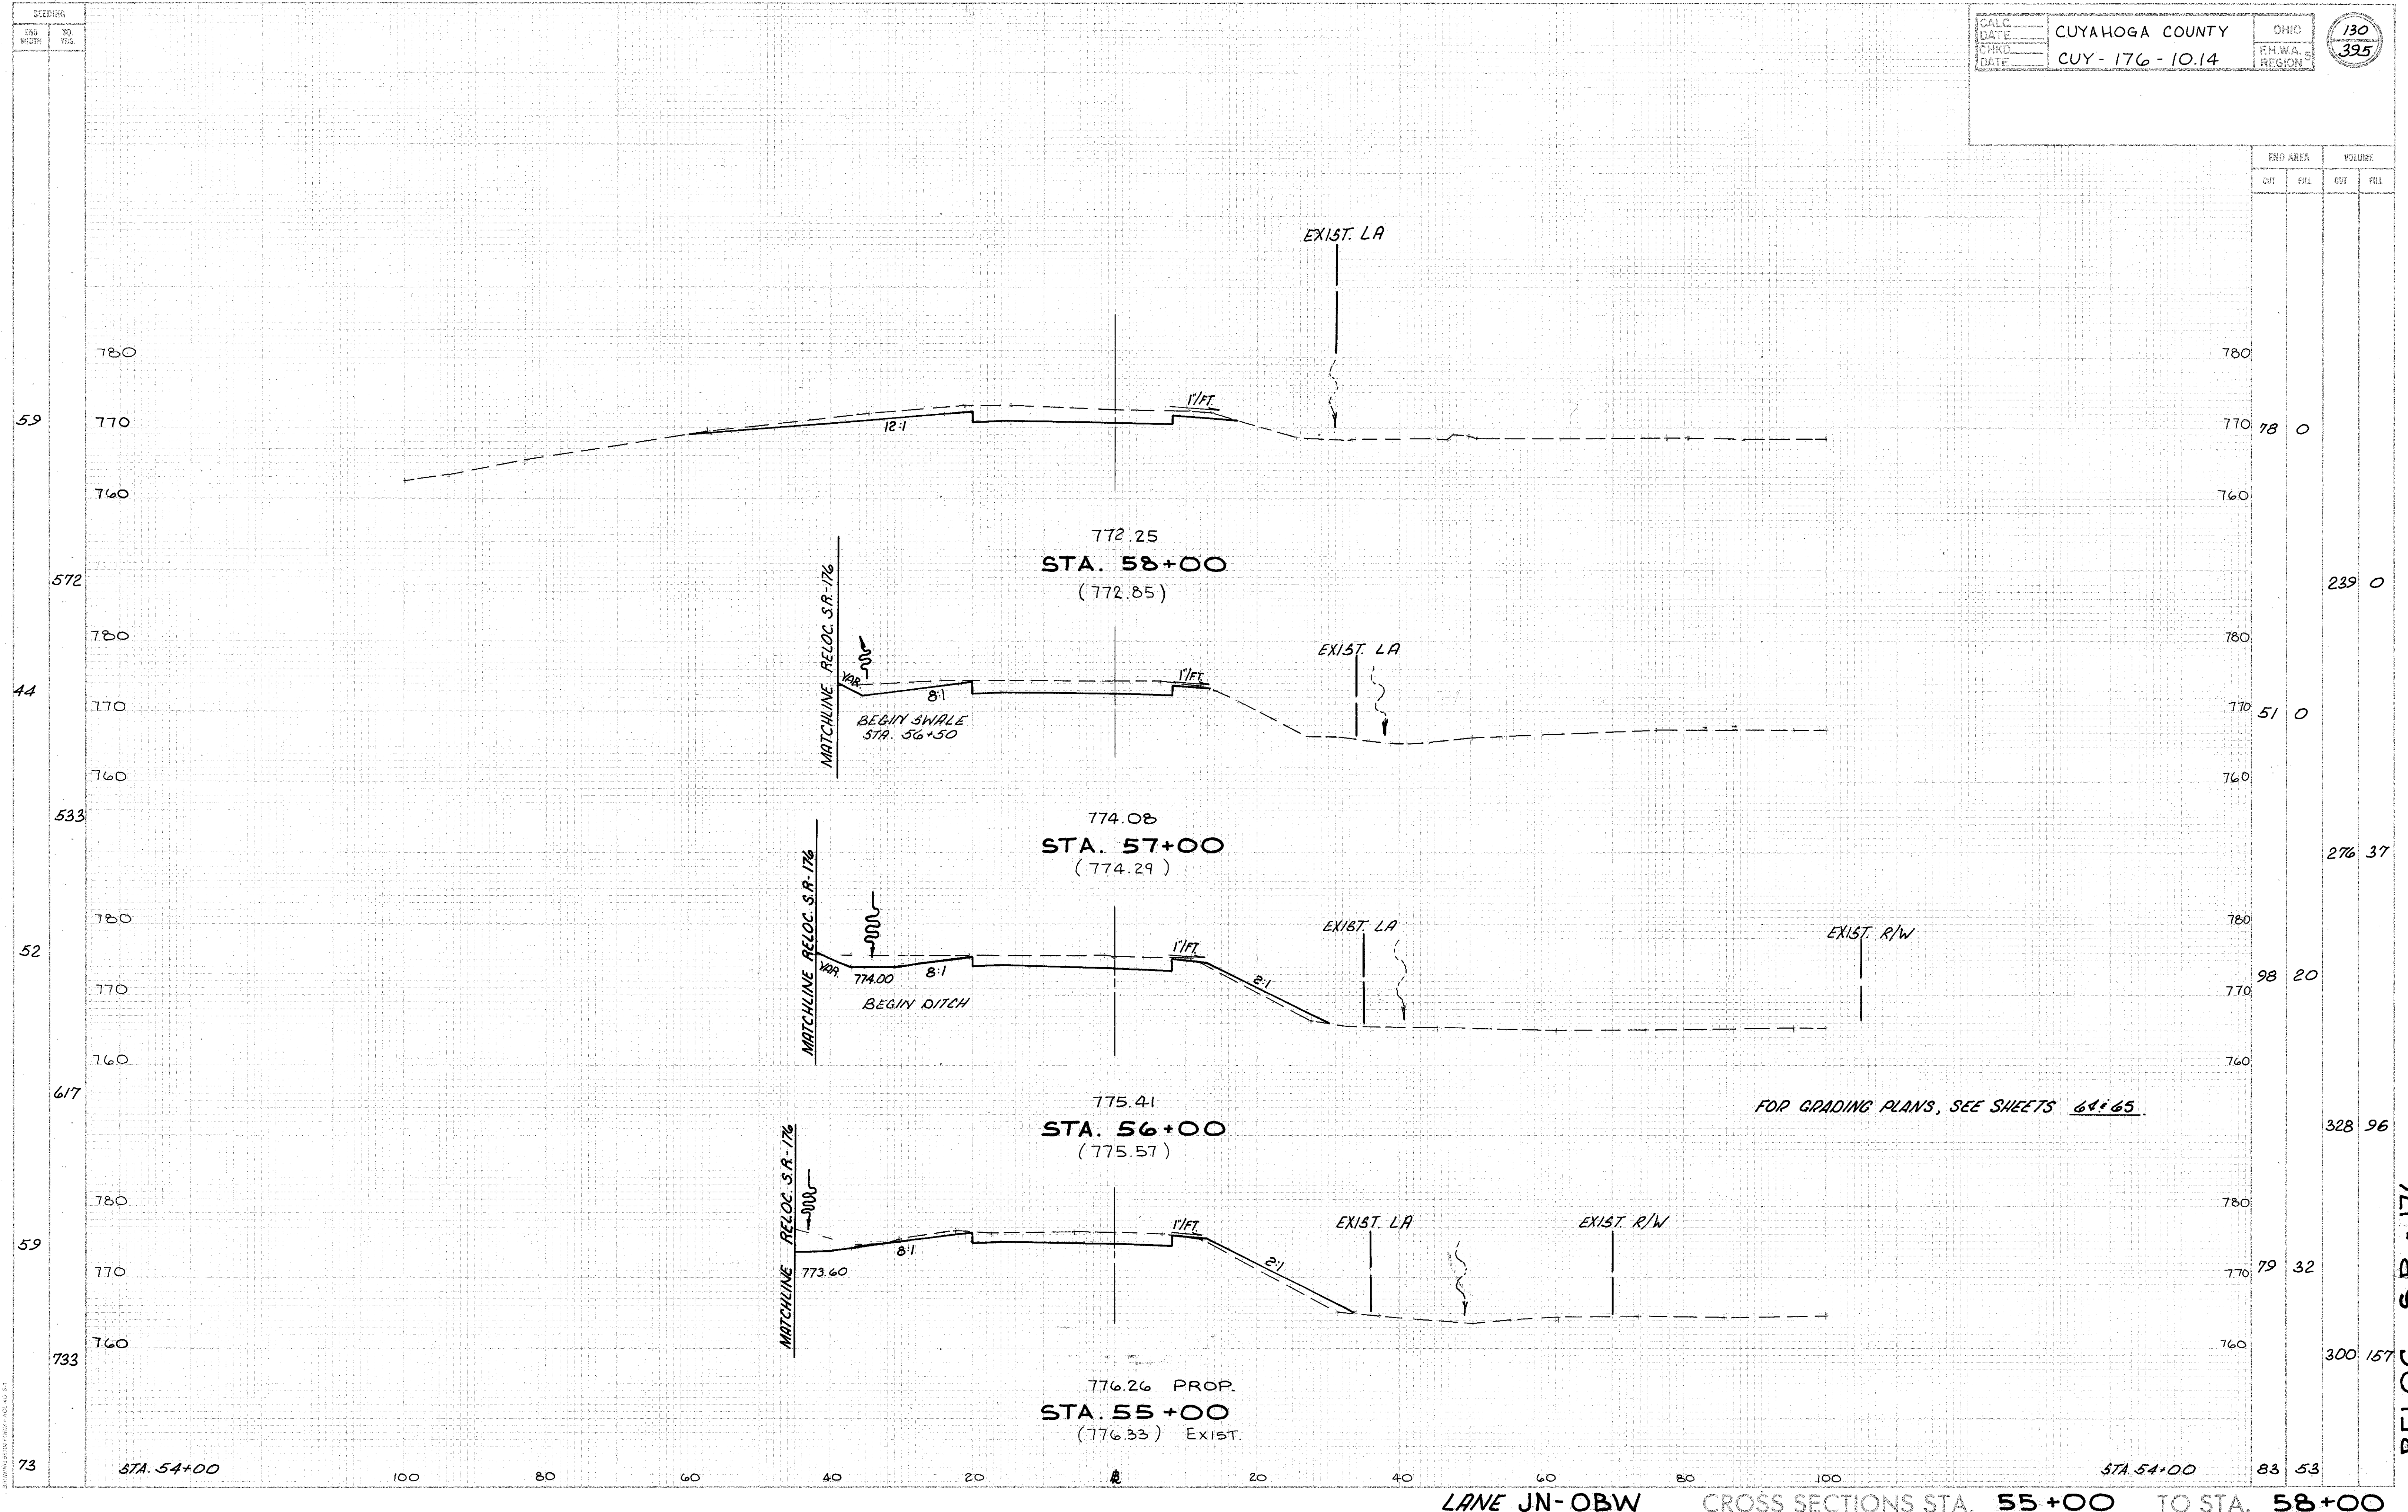 SEEDING
END WIDTH
SQ. YDS.
CALC.
DATE
CHKD.
DATE
CUYAHOGA COUNTY
CUY - 176 - 10.14
OHIO
F.H.W.A. REGION 5
130
395
END AREA
VOLUME
CUT FILL CUT FILL
EXIST. LA
780 780
1"/FT.
59 770 12:1 770 78 0
760 760
772.25
STA. 58+00
(772.85)
572 239 0
MATCHLINE RELOC. S.R.-176
780 780
EXIST. LA
VAR. 8:1 1"/FT.
44 770 770 51 0
BEGIN SWALE
STA. 56+50
760 760
774.08
STA. 57+00
(774.29)
533 276 37
MATCHLINE RELOC. S.R.-176
780 780
EXIST. LA
EXIST. R/W
1"/FT.
52 VAR. 774.00 8:1 2:1 98 20
770 770
BEGIN DITCH
760 760
775.41
STA. 56+00
(775.57)
617 328 96
FOR GRADING PLANS, SEE SHEETS 64 & 65.
MATCHLINE RELOC. S.R.-176
780 780
EXIST. LA
EXIST. R/W
1"/FT.
59 8:1 2:1 79 32
770 773.60 770
760 760
733 300 157
776.26 PROP.
STA. 55+00
(776.33) EXIST.
73 STA. 54+00 STA. 54+00 83 53
100 80 60 40 20 20 40 60 80 100
LANE JN-OBW CROSS SECTIONS STA. 55+00 TO STA. 58+00